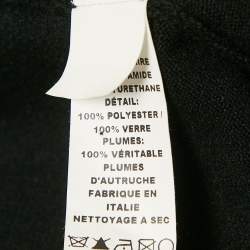 AMIDE
URETHANE
DÉTAIL:
100% POLYESTER
100% VERRE
PLUMES:
100% VÉRITABLE
PLUMES
D'AUTRUCHE
FABRIQUE EN
ITALIE
NETTOYAGE A SEC